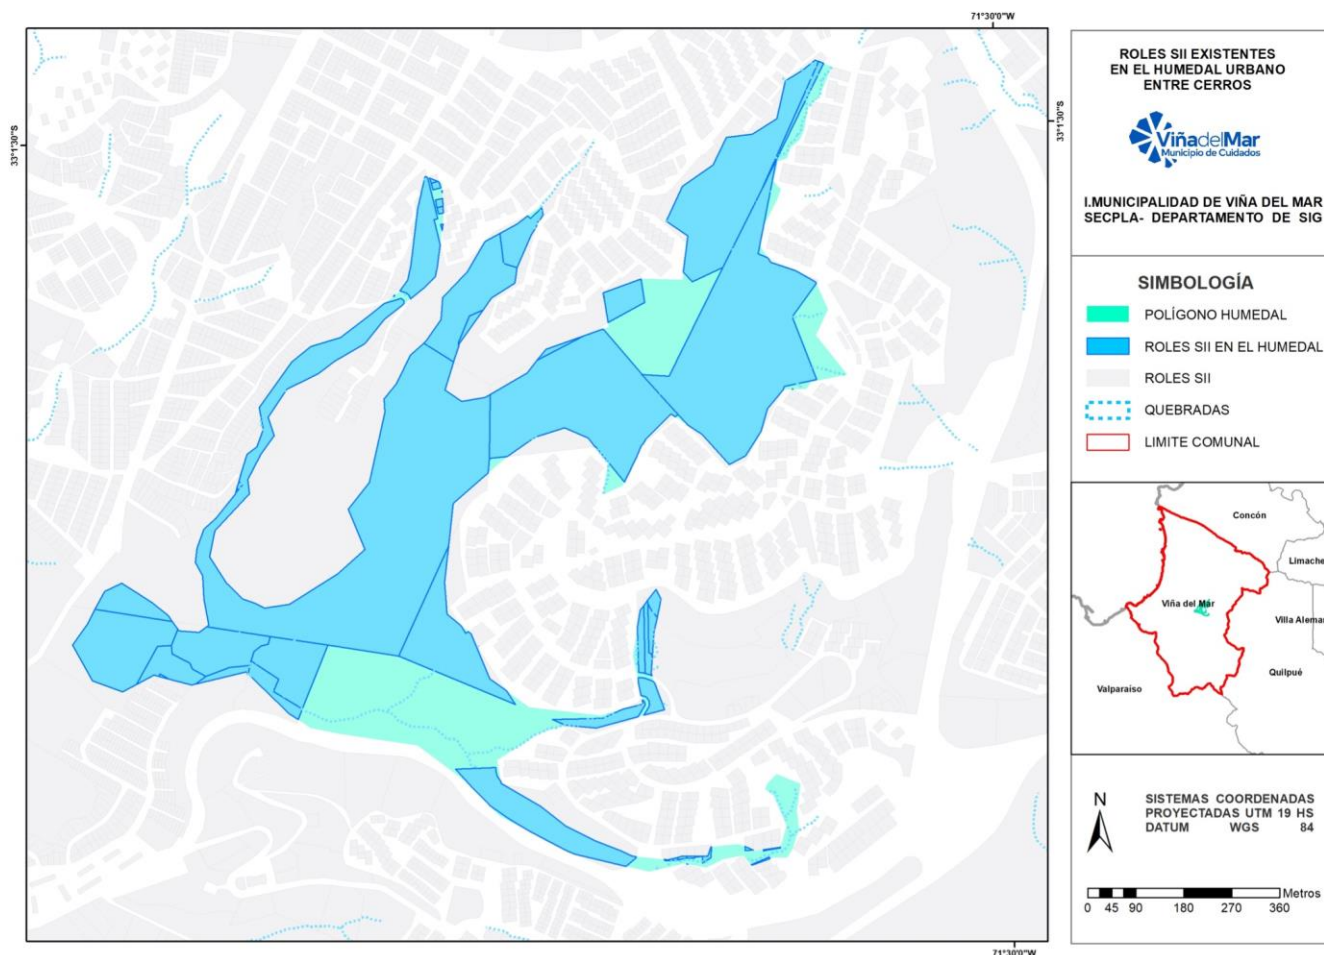 71°30'0"W
33°1'30"S
33°1'30"S
71°30'0"W
ROLES SII EXISTENTES
EN EL HUMEDAL URBANO
ENTRE CERROS
ViñadelMar
Municipio de Cuidados
I.MUNICIPALIDAD DE VIÑA DEL MAR
SECPLA- DEPARTAMENTO DE SIG
SIMBOLOGÍA
POLÍGONO HUMEDAL
ROLES SII EN EL HUMEDAL
ROLES SII
QUEBRADAS
LIMITE COMUNAL
Concón
Limache
Viña del Mar
Villa Aleman
Quilpué
Valparaíso
N
SISTEMAS COORDENADAS
PROYECTADAS UTM 19 HS
DATUM WGS 84
Metros
0 45 90 180 270 360